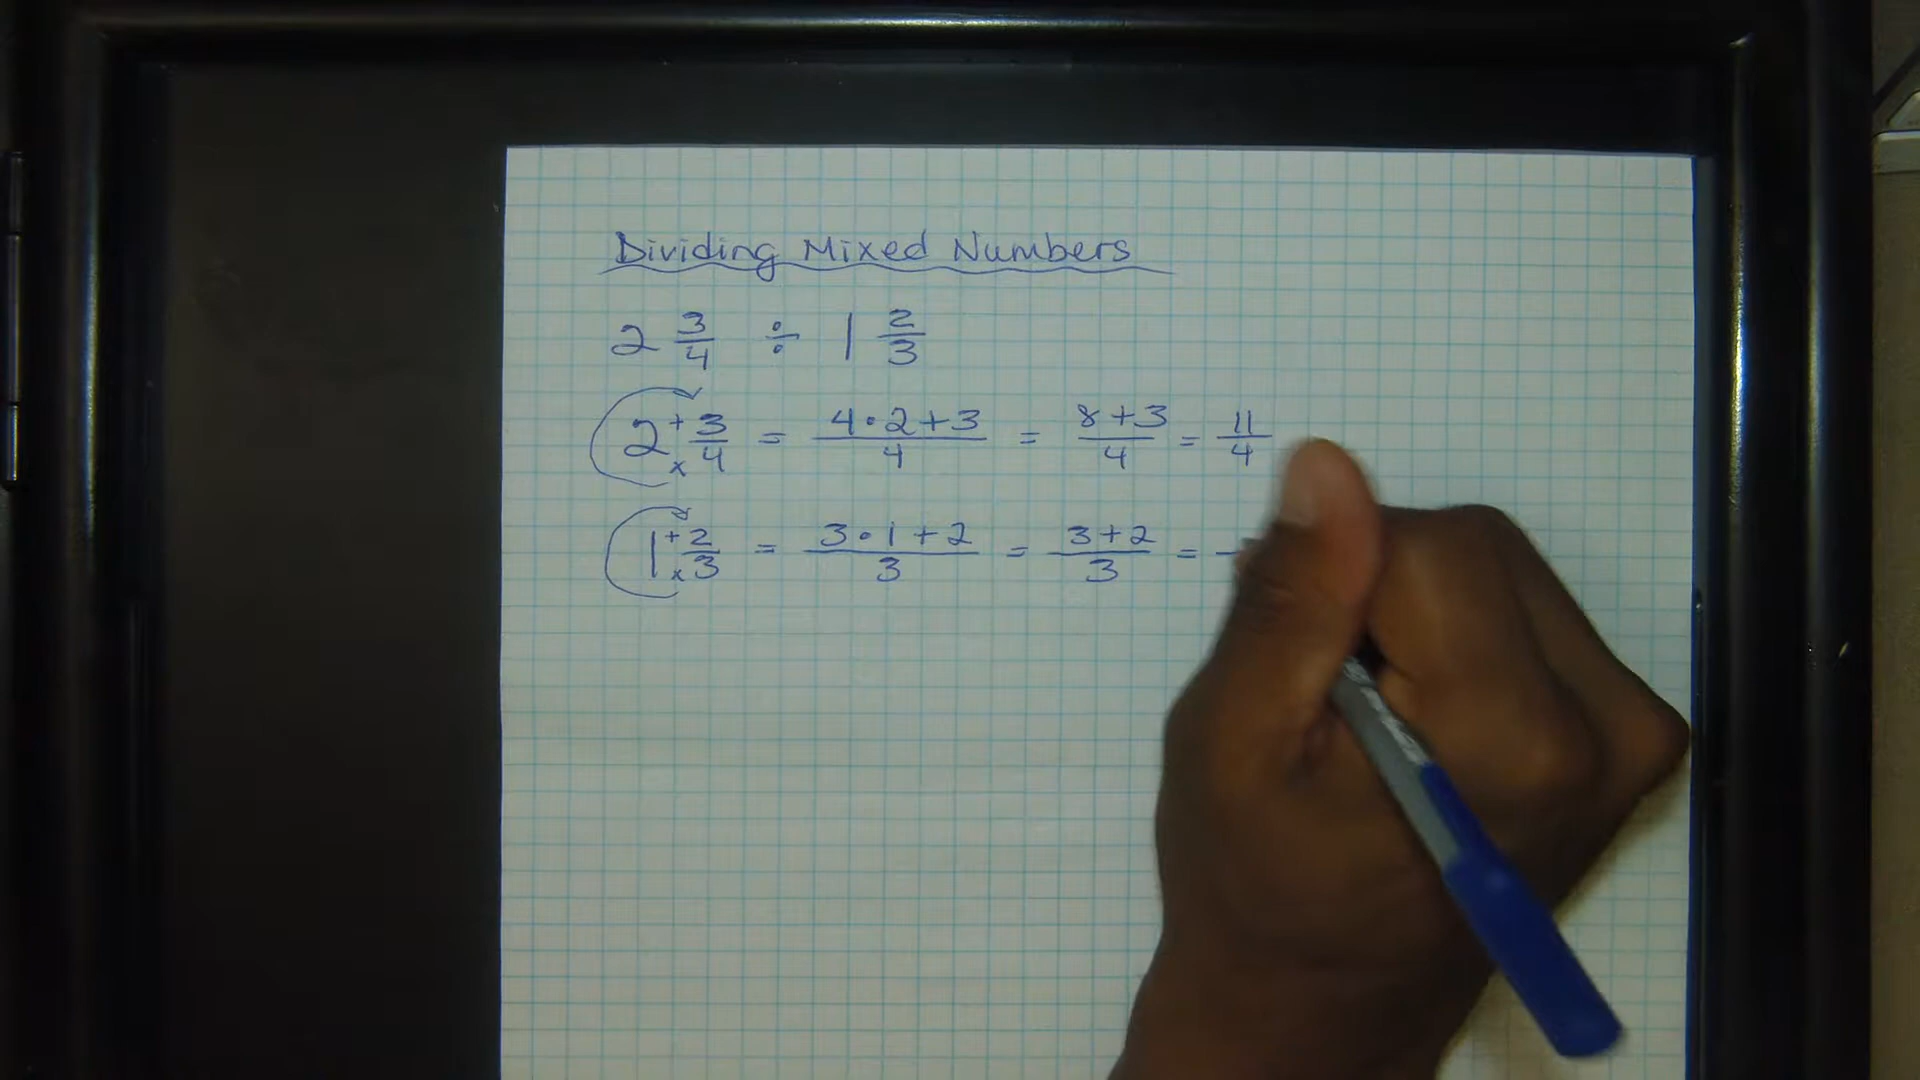 Dividing Mixed Numbers
2 3/4 ÷ 1 2/3
2 + 3/4 x = 4·2+3/4 = 8+3/4 = 11/4
1 + 2/3 x = 3·1+2/3 = 3+2/3 =